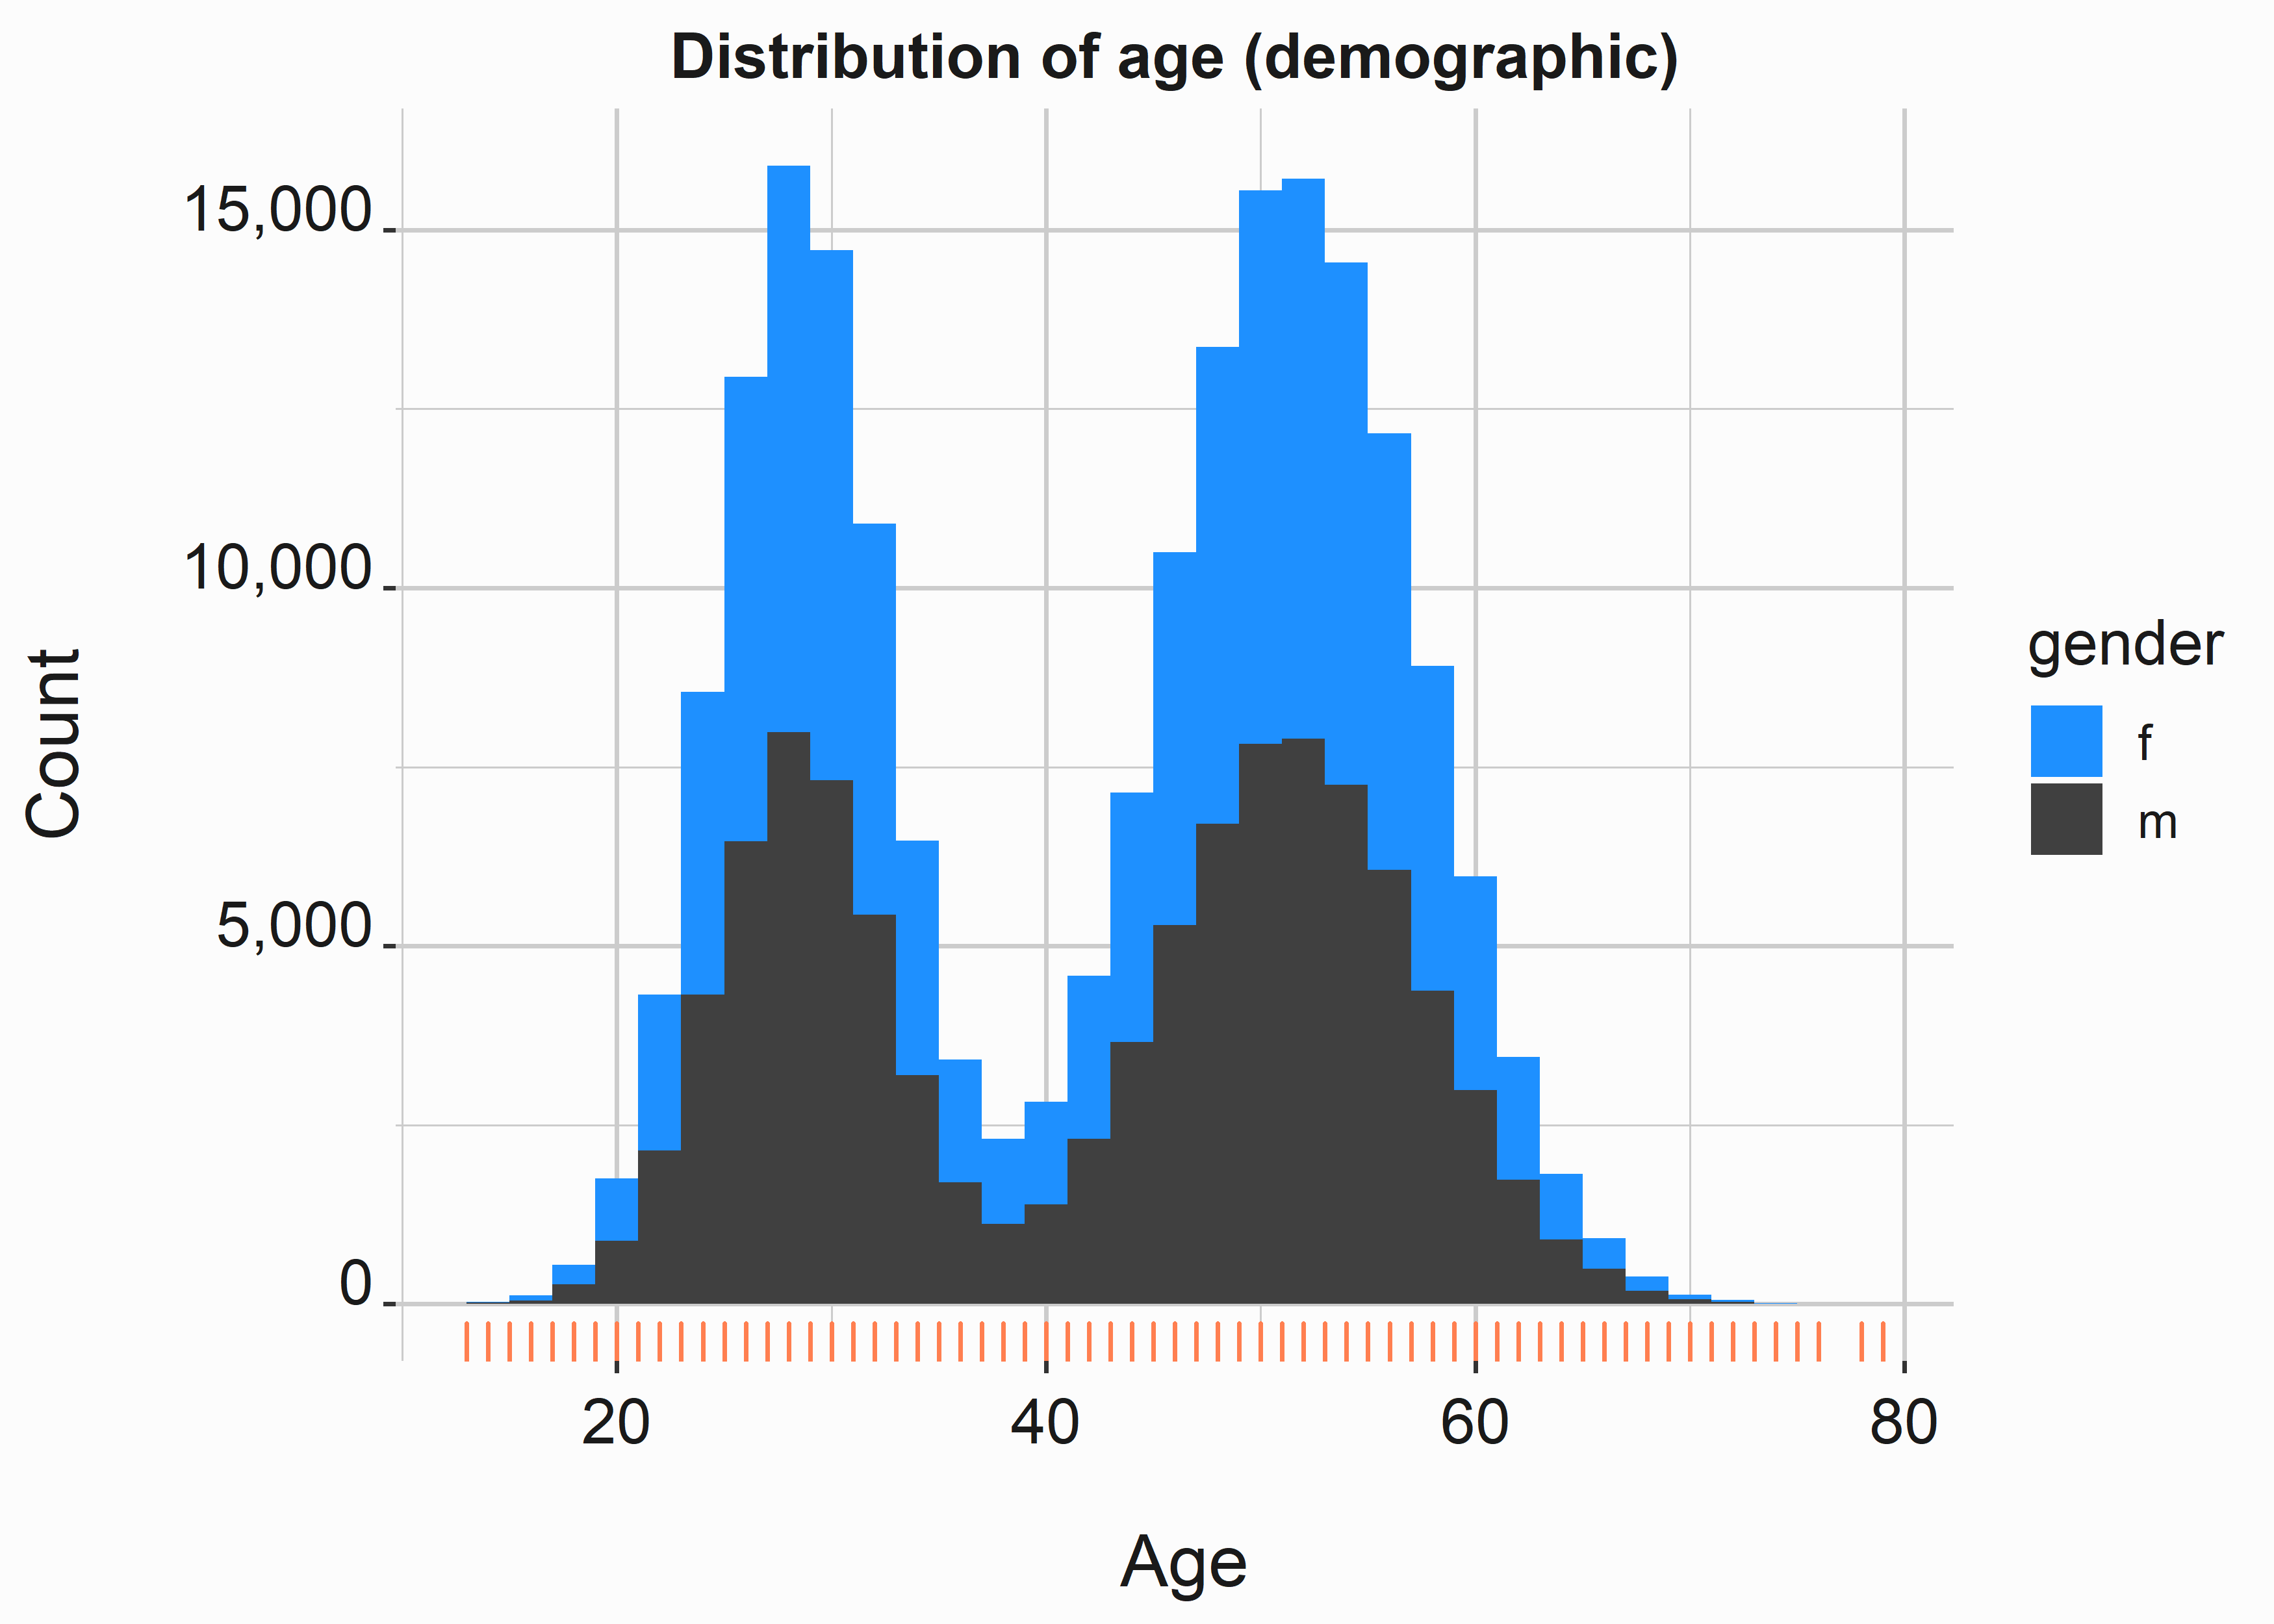 Distribution of age (demographic)
15,000
10,000
5,000
0
Count
20 40 60 80
Age
gender
f
m